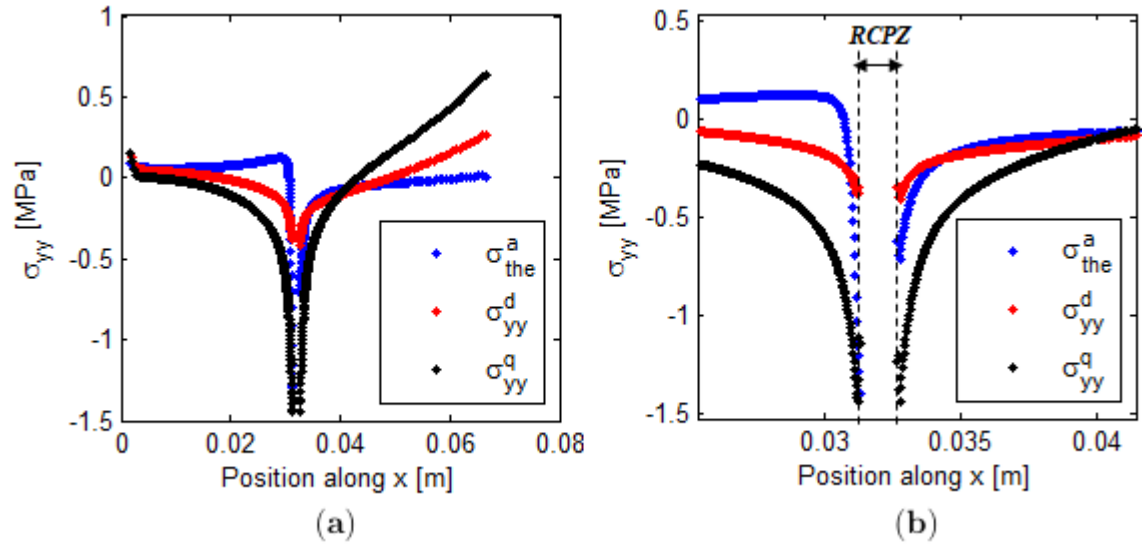 1
0.5
0
-0.5
-1
-1.5
σyy [MPa]
σᵃthe
σᵈyy
σ^qyy
0 0.02 0.04 0.06 0.08
Position along x [m]
(a)
RCPZ
0.5
0
-0.5
-1
-1.5
σyy [MPa]
σᵃthe
σᵈyy
σ^qyy
0.03 0.035 0.04
Position along x [m]
(b)